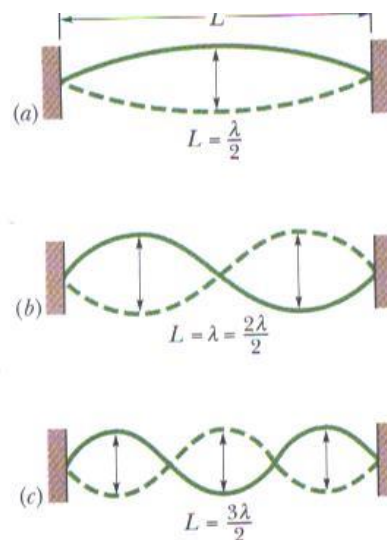 L
(a)
L = λ/2
(b)
L = λ = 2λ/2
(c)
L = 3λ/2